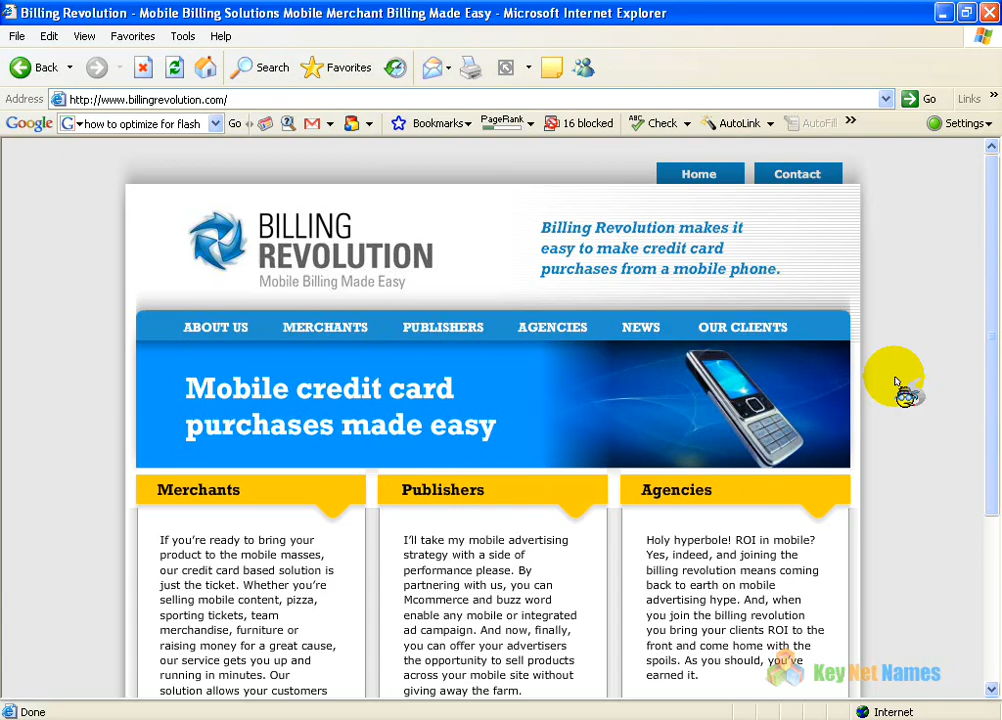 Billing Revolution - Mobile Billing Solutions Mobile Merchant Billing Made Easy - Microsoft Internet Explorer
File Edit View Favorites Tools Help
Back Search Favorites
Address http://www.billingrevolution.com/ Go Links »
Google G how to optimize for flash Go Bookmarks PageRank 16 blocked ABC Check AutoLink AutoFill » Settings
Home Contact
BILLING
REVOLUTION
Mobile Billing Made Easy
Billing Revolution makes it
easy to make credit card
purchases from a mobile phone.
ABOUT US MERCHANTS PUBLISHERS AGENCIES NEWS OUR CLIENTS
Mobile credit card
purchases made easy
Merchants
If you're ready to bring your
product to the mobile masses,
our credit card based solution is
just the ticket. Whether you're
selling mobile content, pizza,
sporting tickets, team
merchandise, furniture or
raising money for a great cause,
our service gets you up and
running in minutes. Our
solution allows your customers
Publishers
I'll take my mobile advertising
strategy with a side of
performance please. By
partnering with us, you can
Mcommerce and buzz word
enable any mobile or integrated
ad campaign. And now, finally,
you can offer your advertisers
the opportunity to sell products
across your mobile site without
giving away the farm.
Agencies
Holy hyperbole! ROI in mobile?
Yes, indeed, and joining the
billing revolution means coming
back to earth on mobile
advertising hype. And, when
you join the billing revolution
you bring your clients ROI to the
front and come home with the
spoils. As you should, you've
earned it.
Key Net Names
Done Internet